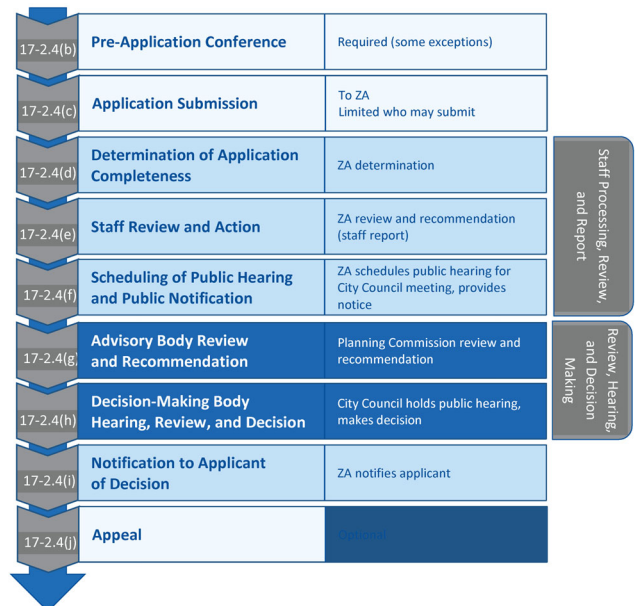 17-2.4(b)
Pre-Application Conference
Required (some exceptions)
17-2.4(c)
Application Submission
To ZA
Limited who may submit
17-2.4(d)
Determination of Application
Completeness
ZA determination
17-2.4(e)
Staff Review and Action
ZA review and recommendation
(staff report)
17-2.4(f)
Scheduling of Public Hearing
and Public Notification
ZA schedules public hearing for
City Council meeting, provides
notice
Staff Processing, Review,
and Report
17-2.4(g)
Advisory Body Review
and Recommendation
Planning Commission review and
recommendation
17-2.4(h)
Decision-Making Body
Hearing, Review, and Decision
City Council holds public hearing,
makes decision
Review, Hearing,
and Decision
Making
17-2.4(i)
Notification to Applicant
of Decision
ZA notifies applicant
17-2.4(j)
Appeal
Optional